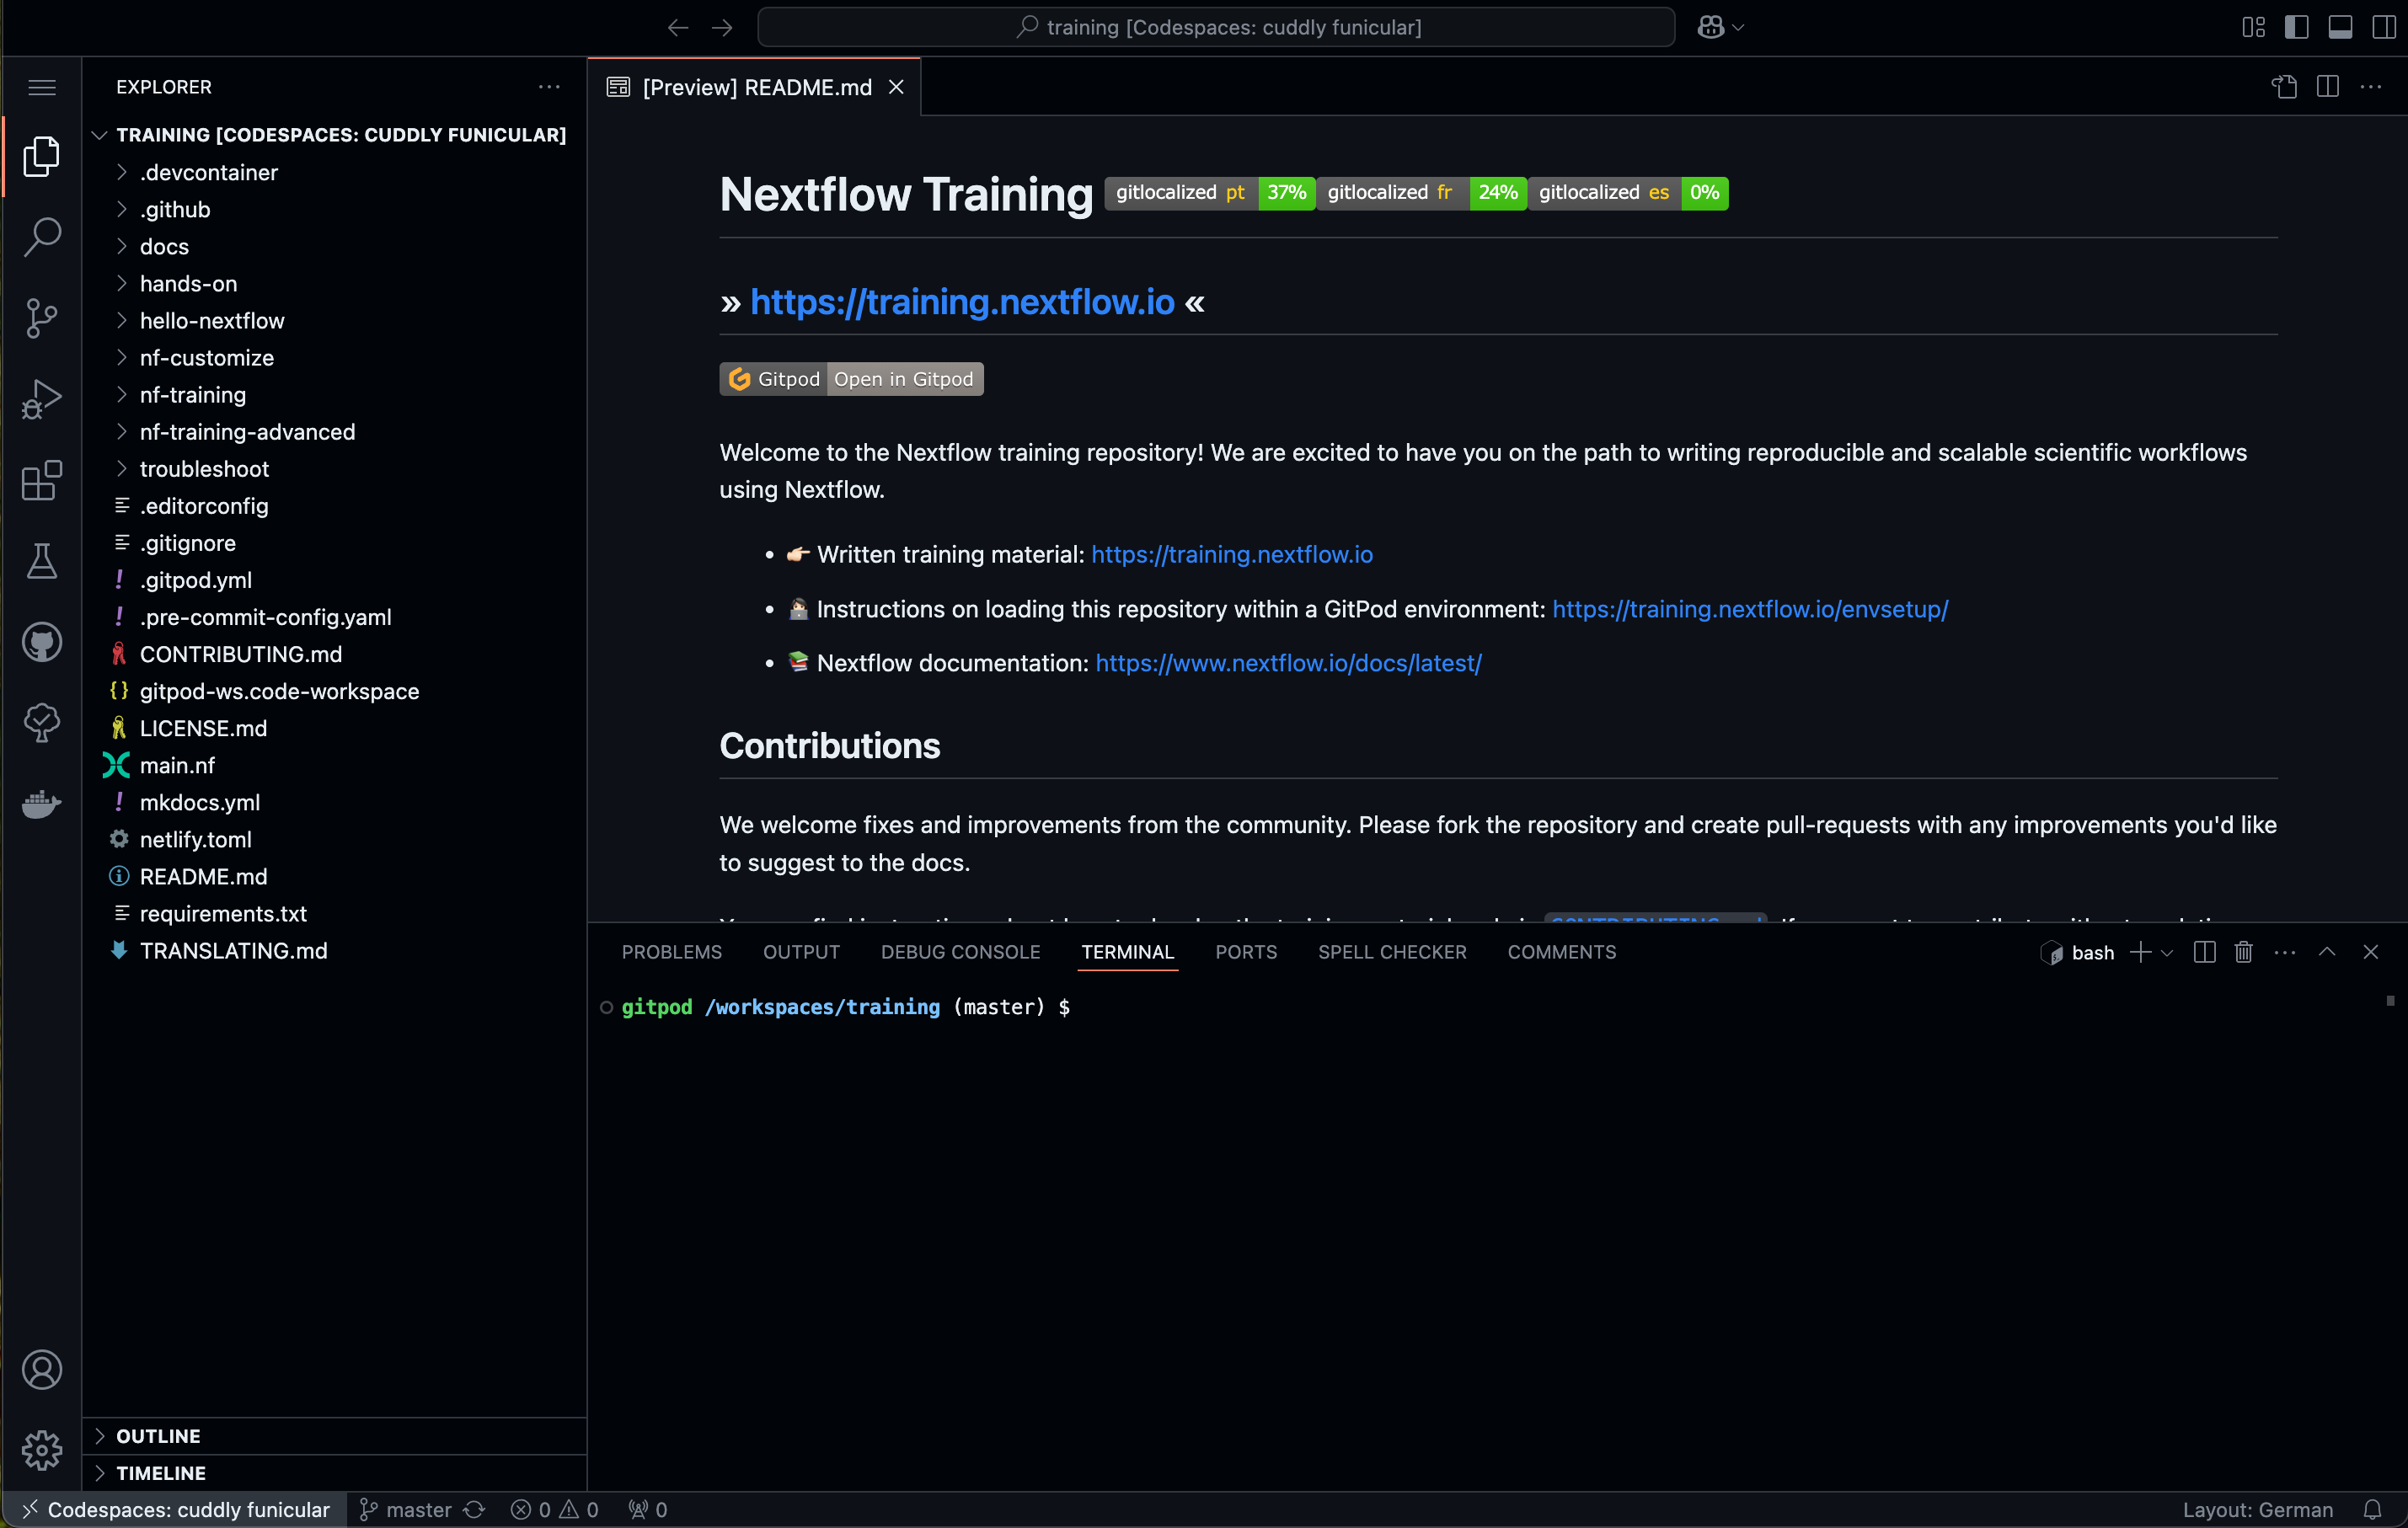 training [Codespaces: cuddly funicular]
EXPLORER
TRAINING [CODESPACES: CUDDLY FUNICULAR]
.devcontainer
.github
docs
hands-on
hello-nextflow
nf-customize
nf-training
nf-training-advanced
troubleshoot
.editorconfig
.gitignore
.gitpod.yml
.pre-commit-config.yaml
CONTRIBUTING.md
gitpod-ws.code-workspace
LICENSE.md
main.nf
mkdocs.yml
netlify.toml
README.md
requirements.txt
TRANSLATING.md
OUTLINE
TIMELINE
[Preview] README.md
Nextflow Training gitlocalized pt 37% gitlocalized fr 24% gitlocalized es 0%
» https://training.nextflow.io «
Gitpod Open in Gitpod
Welcome to the Nextflow training repository! We are excited to have you on the path to writing reproducible and scalable scientific workflows
using Nextflow.
• Written training material: https://training.nextflow.io
• Instructions on loading this repository within a GitPod environment: https://training.nextflow.io/envsetup/
• Nextflow documentation: https://www.nextflow.io/docs/latest/
Contributions
We welcome fixes and improvements from the community. Please fork the repository and create pull-requests with any improvements you'd like
to suggest to the docs.
PROBLEMS OUTPUT DEBUG CONSOLE TERMINAL PORTS SPELL CHECKER COMMENTS bash
gitpod /workspaces/training (master) $
Codespaces: cuddly funicular master 0 0 0 Layout: German